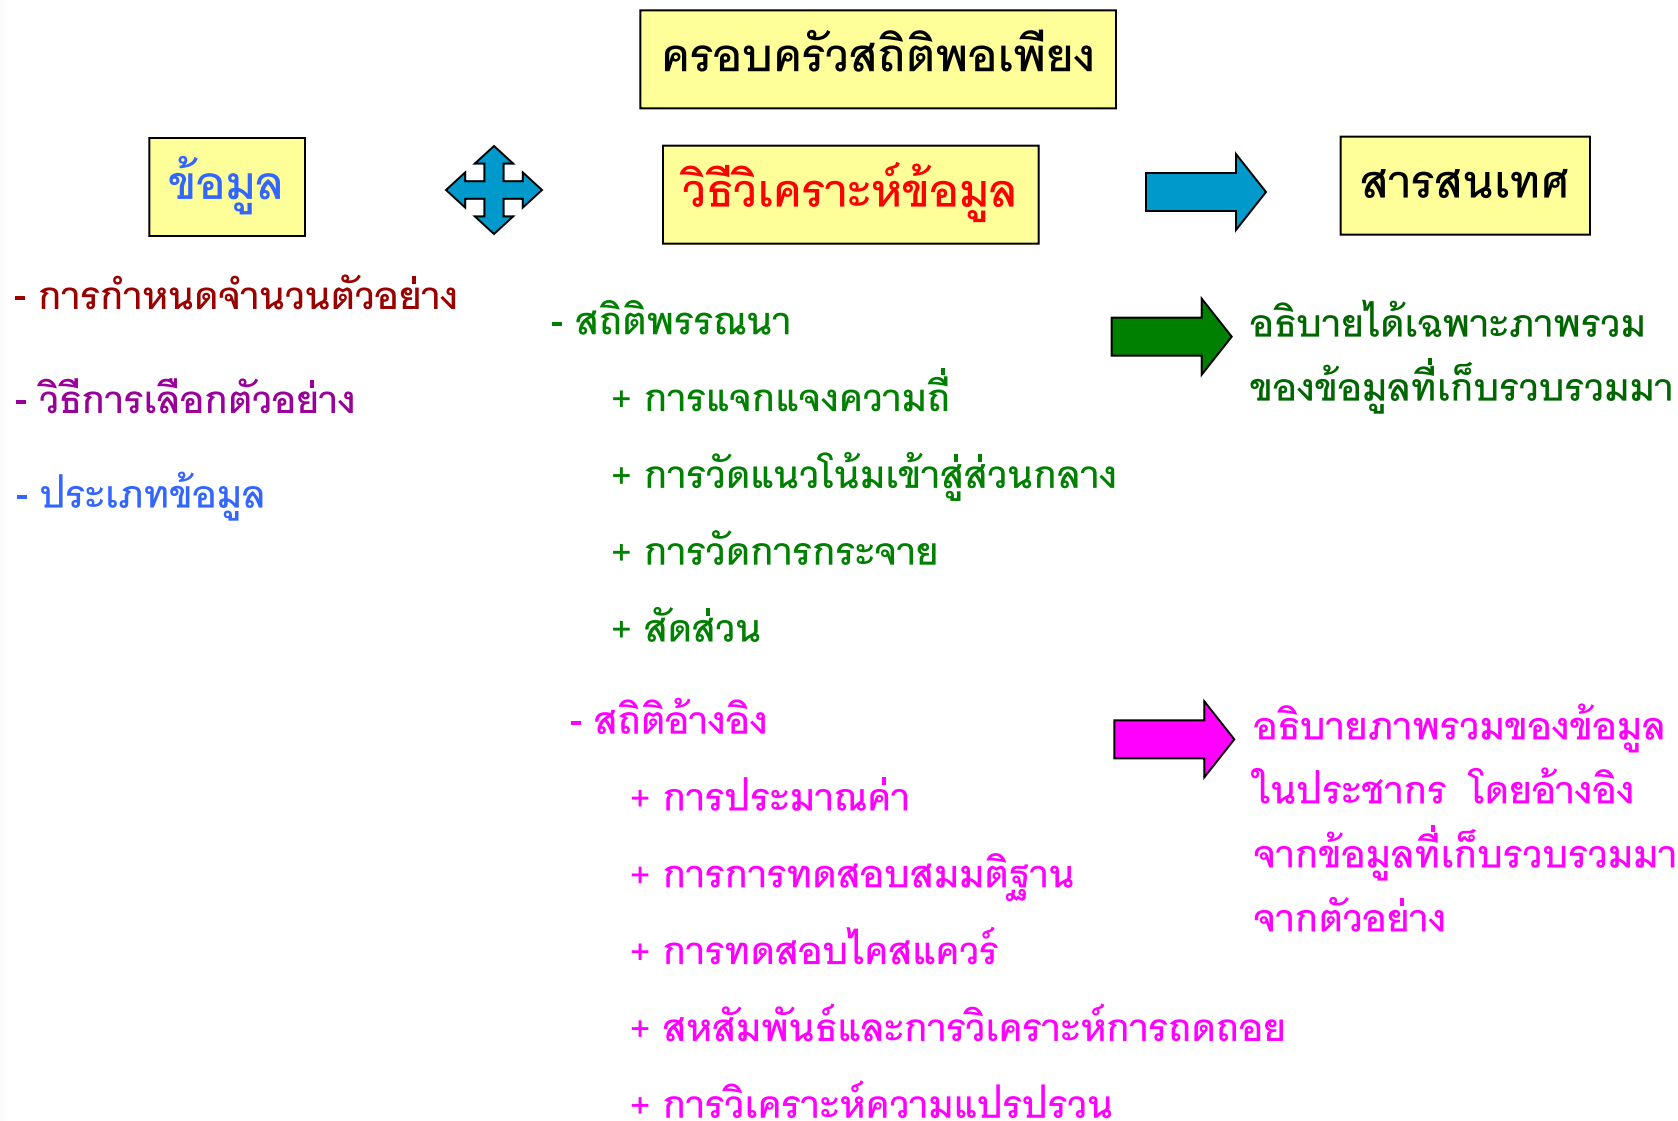 ครอบครัวสถิติพอเพียง
ข้อมูล
วิธีวิเคราะห์ข้อมูล
สารสนเทศ
- การกำหนดจำนวนตัวอย่าง
- วิธีการเลือกตัวอย่าง
- ประเภทข้อมูล
- สถิติพรรณนา
+ การแจกแจงความถี่
+ การวัดแนวโน้มเข้าสู่ส่วนกลาง
+ การวัดการกระจาย
+ สัดส่วน
อธิบายได้เฉพาะภาพรวม
ของข้อมูลที่เก็บรวบรวมมา
- สถิติอ้างอิง
+ การประมาณค่า
+ การการทดสอบสมมติฐาน
+ การทดสอบไคสแควร์
+ สหสัมพันธ์และการวิเคราะห์การถดถอย
+ การวิเคราะห์ความแปรปรวน
อธิบายภาพรวมของข้อมูล
ในประชากร โดยอ้างอิง
จากข้อมูลที่เก็บรวบรวมมา
จากตัวอย่าง